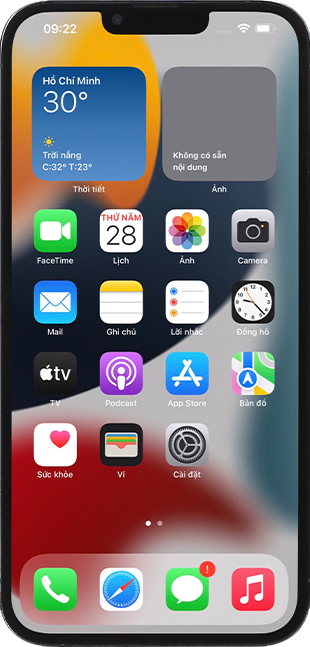 09:22
Hồ Chí Minh
30°
Trời nắng
C:32° T:23°
Không có sẵn
nội dung
Thời tiết
Ảnh
THỨ NĂM
28
FaceTime
Lịch
Ảnh
Camera
Mail
Ghi chú
Lời nhắc
Đồng hồ
tv
TV
Podcast
App Store
Bản đồ
Sức khỏe
Ví
Cài đặt
!